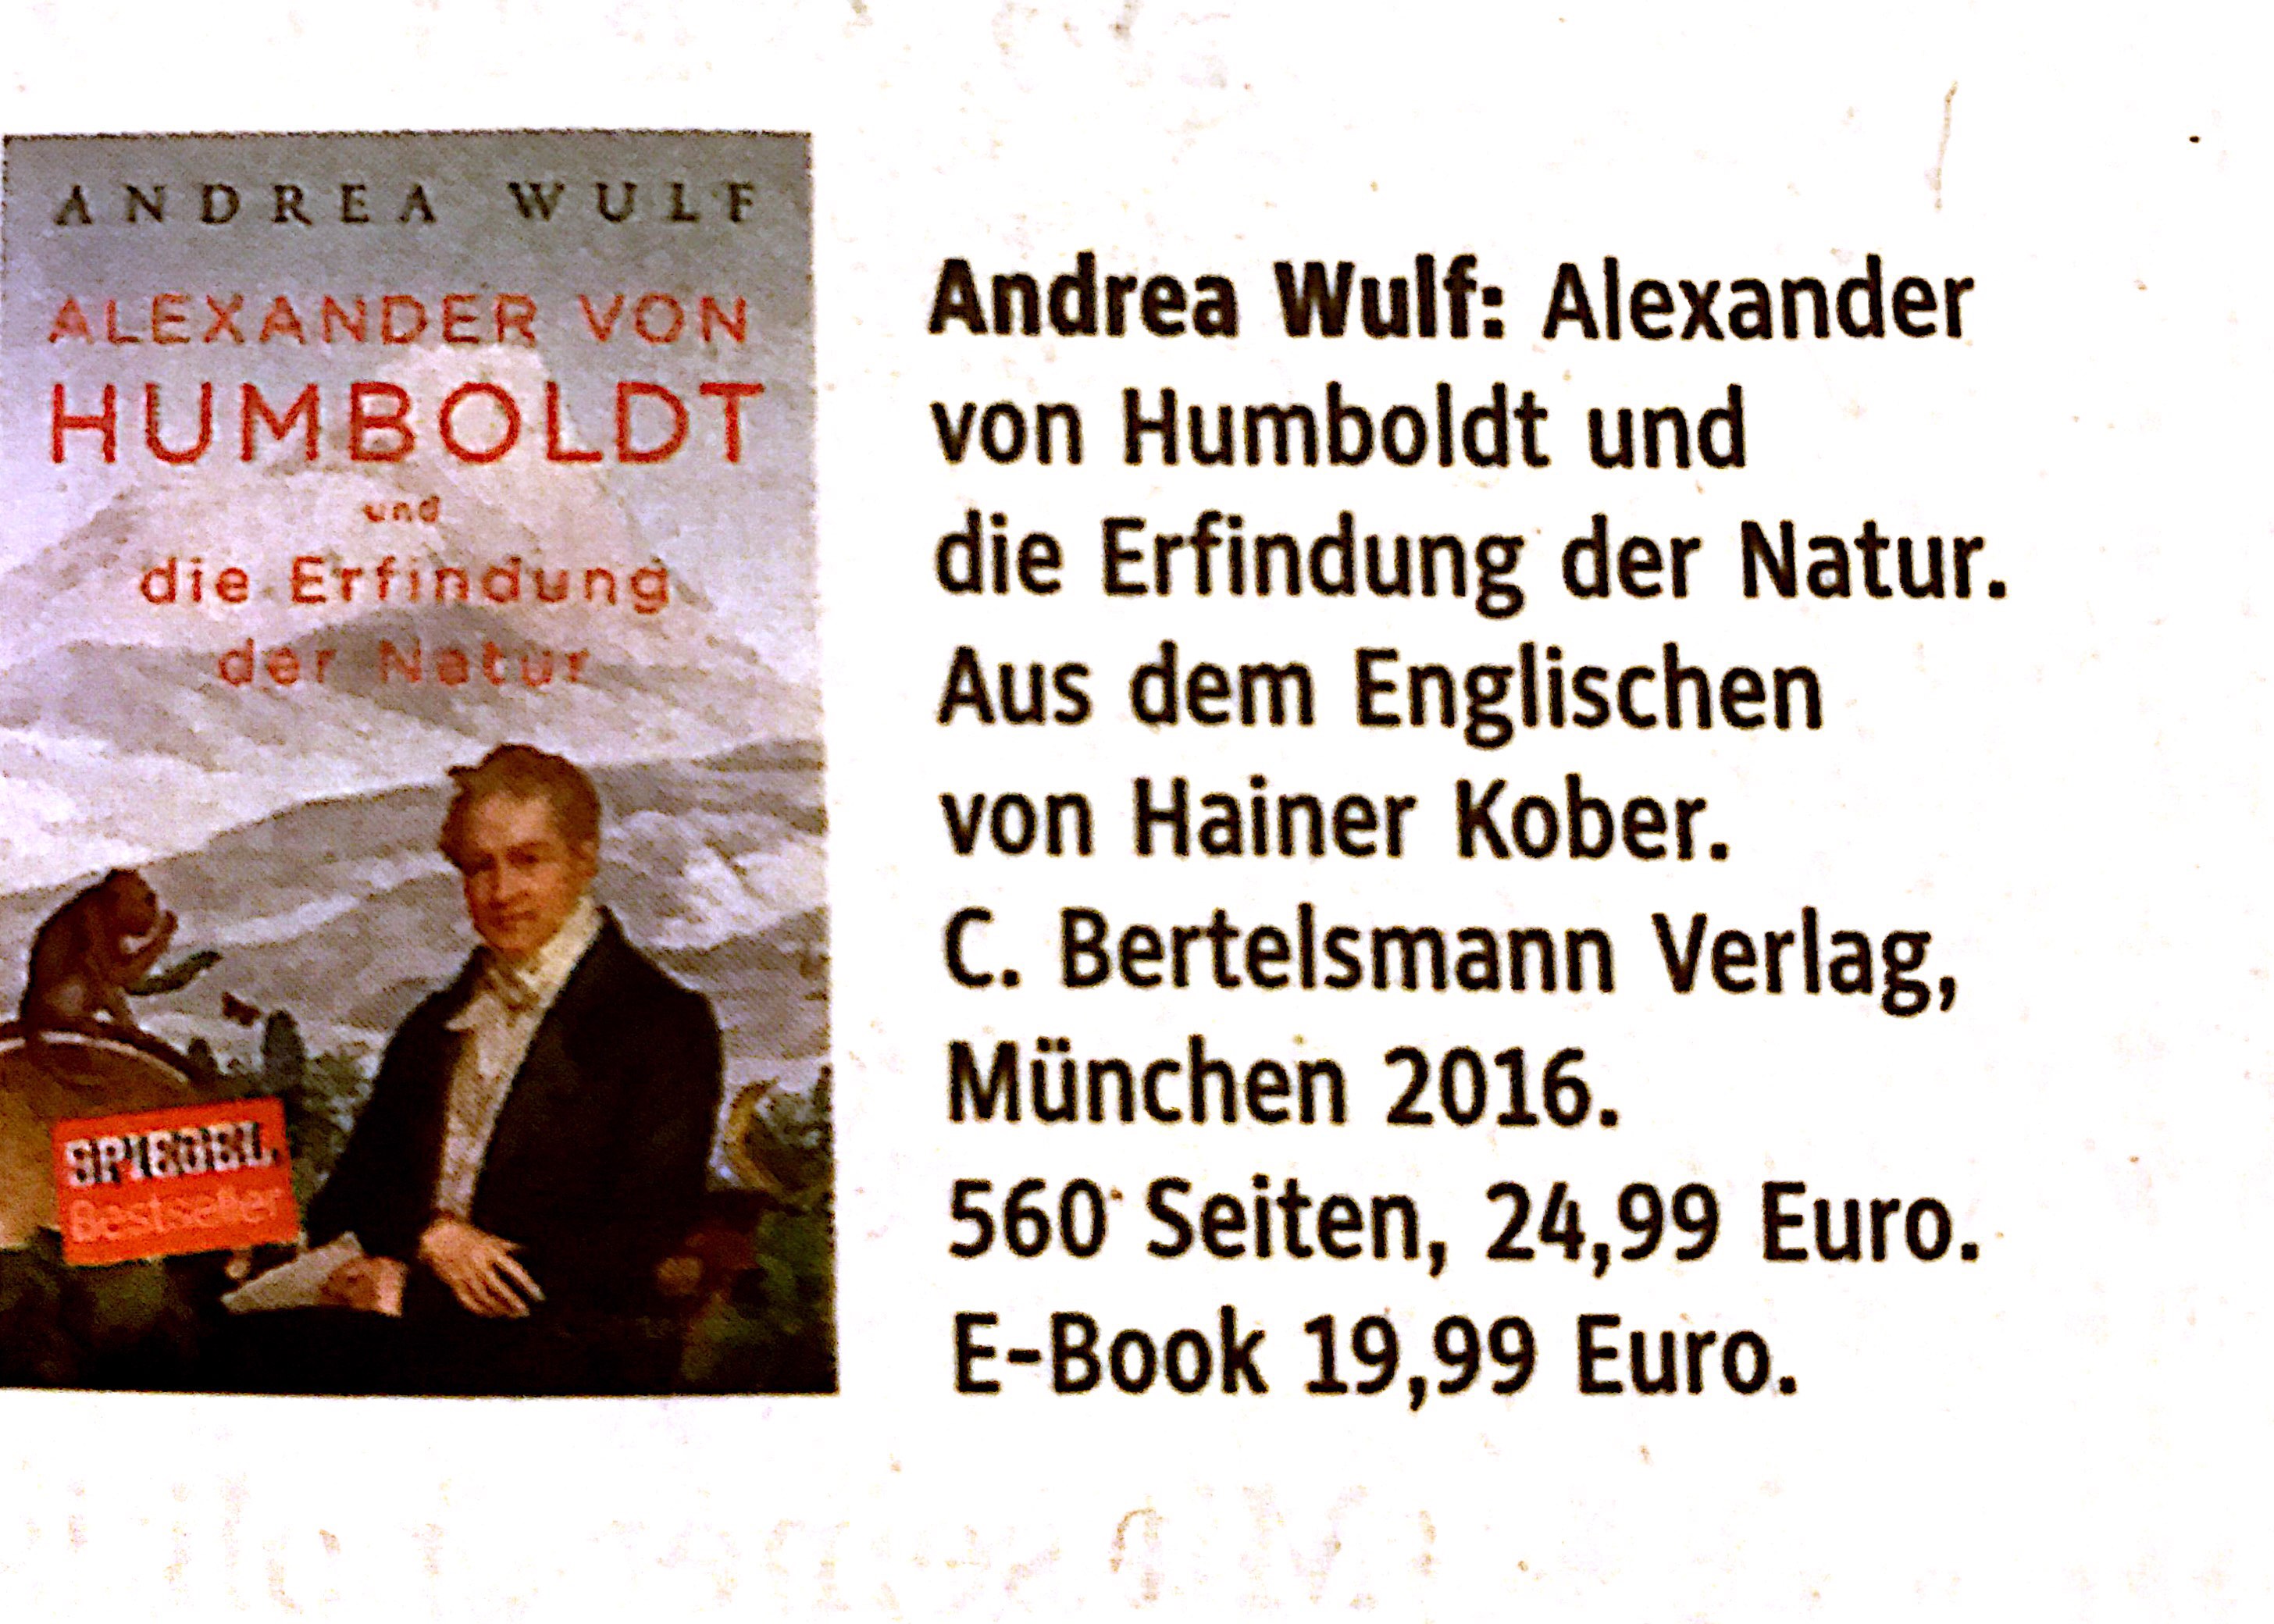 ANDREA WULF
ALEXANDER VON
HUMBOLDT
und
die Erfindung
der Natur
SPIEGEL
Bestseller
Andrea Wulf: Alexander
von Humboldt und
die Erfindung der Natur.
Aus dem Englischen
von Hainer Kober.
C. Bertelsmann Verlag,
München 2016.
560 Seiten, 24,99 Euro.
E-Book 19,99 Euro.